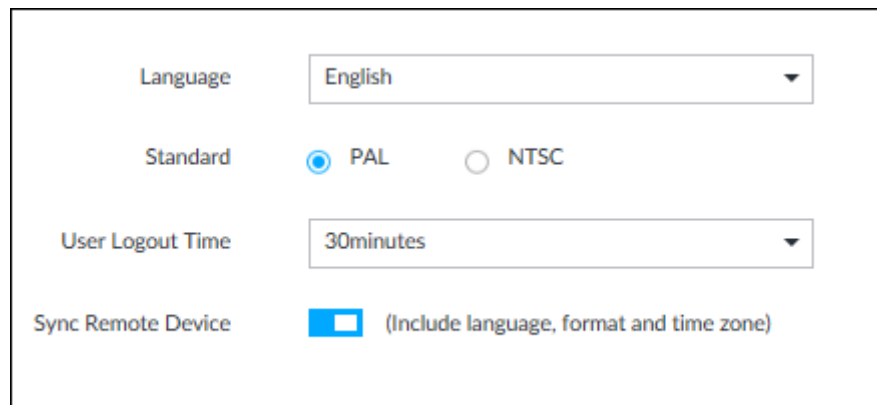 Language English
Standard PAL NTSC
User Logout Time 30minutes
Sync Remote Device (Include language, format and time zone)